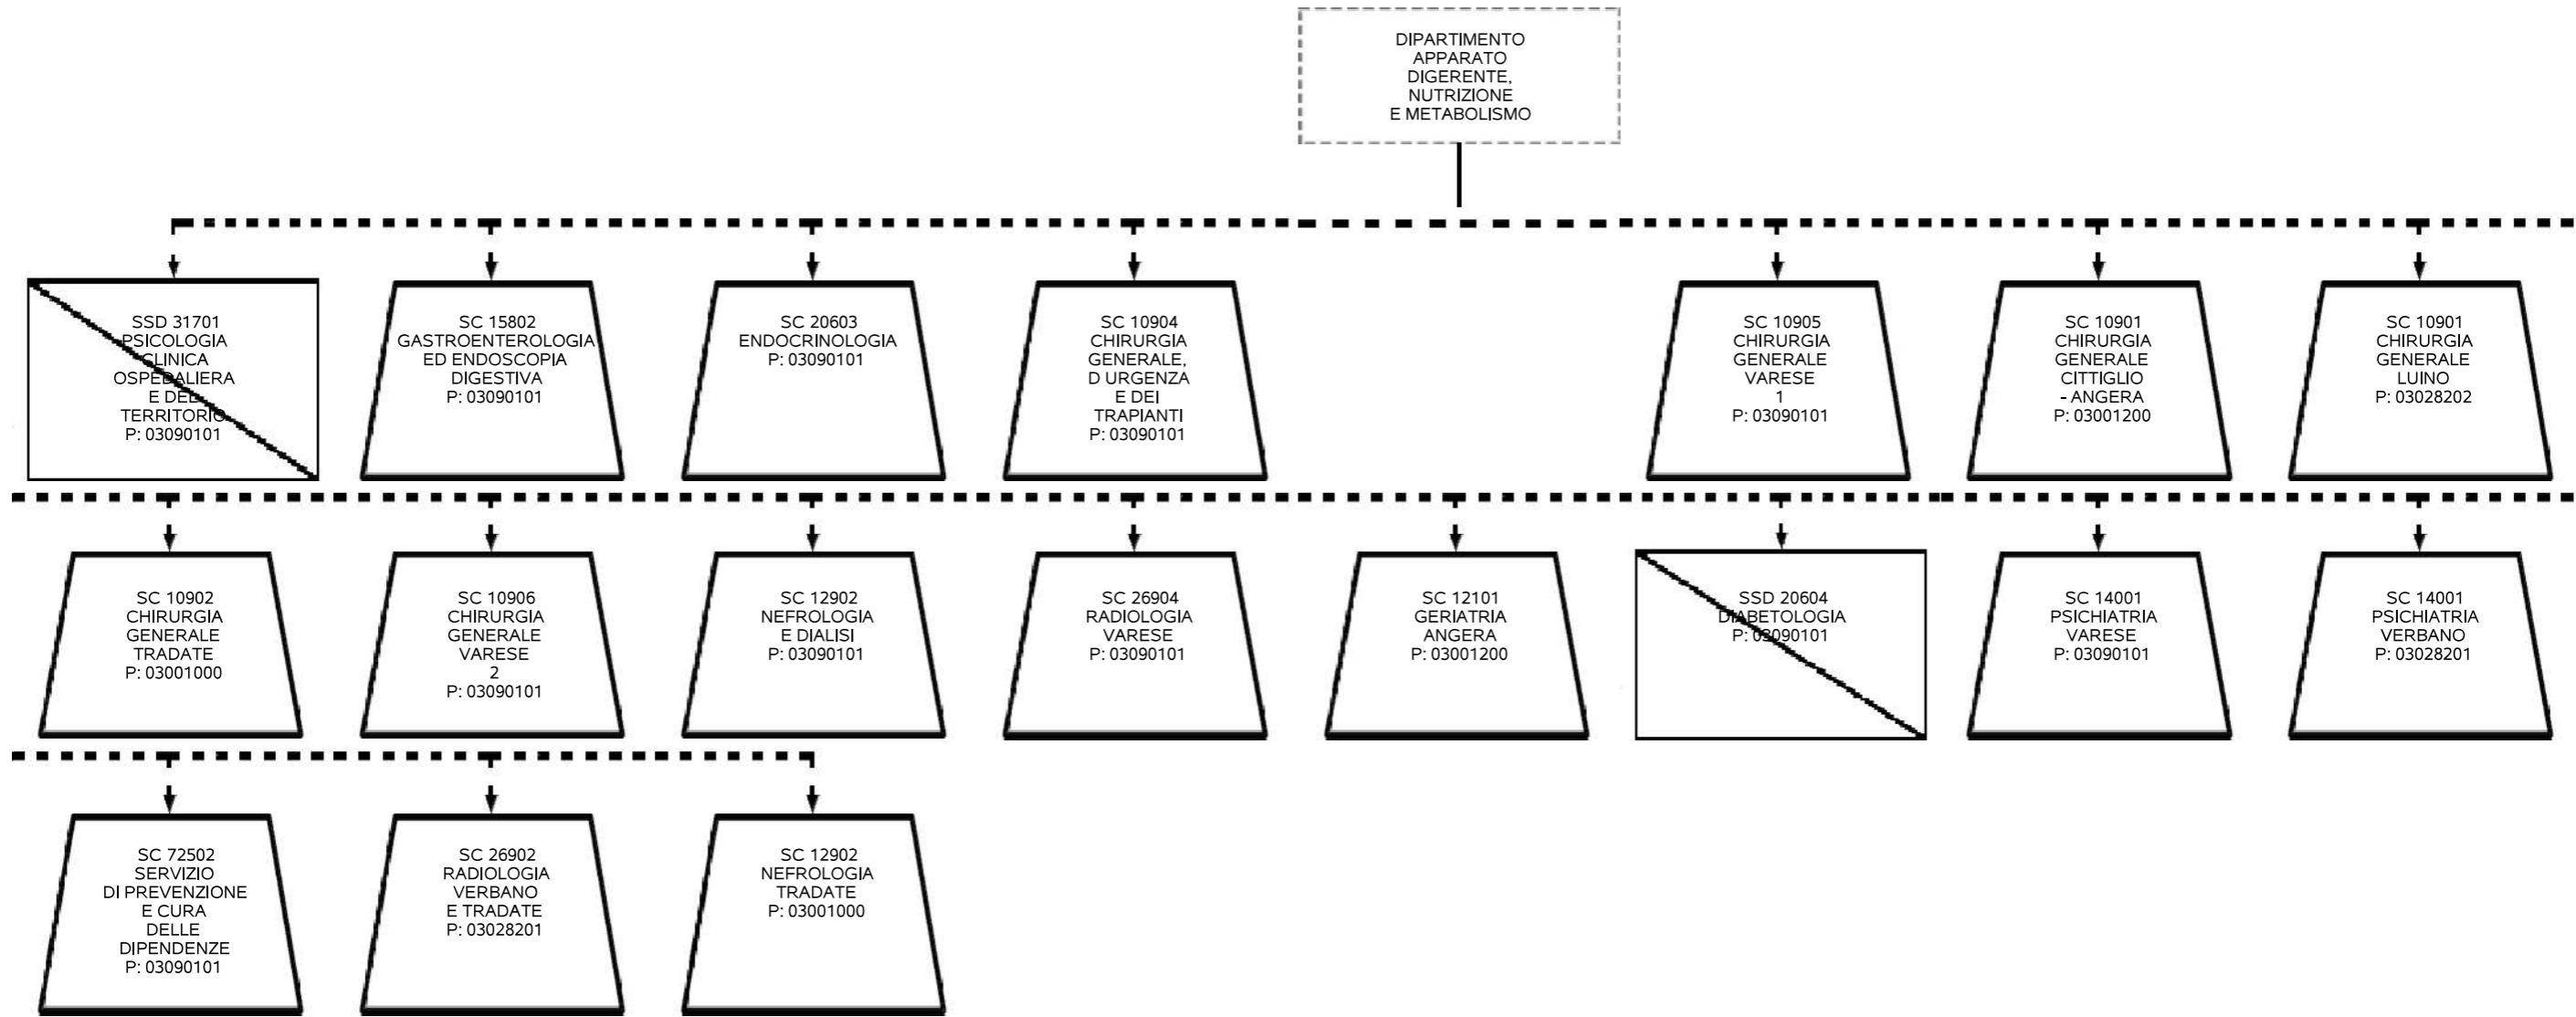 DIPARTIMENTO
APPARATO
DIGERENTE,
NUTRIZIONE
E METABOLISMO
SSD 31701
PSICOLOGIA
CLINICA
OSPEDALIERA
E DEL
TERRITORIO
P: 03090101
SC 15802
GASTROENTEROLOGIA
ED ENDOSCOPIA
DIGESTIVA
P: 03090101
SC 20603
ENDOCRINOLOGIA
P: 03090101
SC 10904
CHIRURGIA
GENERALE,
D URGENZA
E DEI
TRAPIANTI
P: 03090101
SC 10905
CHIRURGIA
GENERALE
VARESE
1
P: 03090101
SC 10901
CHIRURGIA
GENERALE
CITTIGLIO
- ANGERA
P: 03001200
SC 10901
CHIRURGIA
GENERALE
LUINO
P: 03028202
SC 10902
CHIRURGIA
GENERALE
TRADATE
P: 03001000
SC 10906
CHIRURGIA
GENERALE
VARESE
2
P: 03090101
SC 12902
NEFROLOGIA
E DIALISI
P: 03090101
SC 26904
RADIOLOGIA
VARESE
P: 03090101
SC 12101
GERIATRIA
ANGERA
P: 03001200
SSD 20604
DIABETOLOGIA
P: 03090101
SC 14001
PSICHIATRIA
VARESE
P: 03090101
SC 14001
PSICHIATRIA
VERBANO
P: 03028201
SC 72502
SERVIZIO
DI PREVENZIONE
E CURA
DELLE
DIPENDENZE
P: 03090101
SC 26902
RADIOLOGIA
VERBANO
E TRADATE
P: 03028201
SC 12902
NEFROLOGIA
TRADATE
P: 03001000